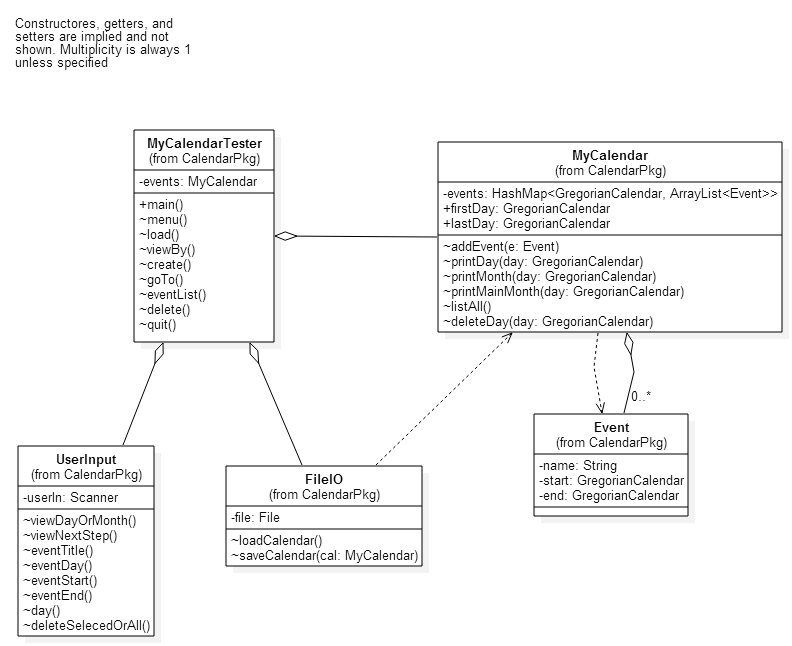 Constructores, getters, and
setters are implied and not
shown. Multiplicity is always 1
unless specified
MyCalendarTester
(from CalendarPkg)
-events: MyCalendar
+main()
~menu()
~load()
~viewBy()
~create()
~goTo()
~eventList()
~delete()
~quit()
MyCalendar
(from CalendarPkg)
-events: HashMap<GregorianCalendar, ArrayList<Event>>
+firstDay: GregorianCalendar
+lastDay: GregorianCalendar
~addEvent(e: Event)
~printDay(day: GregorianCalendar)
~printMonth(day: GregorianCalendar)
~printMainMonth(day: GregorianCalendar)
~listAll()
~deleteDay(day: GregorianCalendar)
0..*
UserInput
(from CalendarPkg)
-userIn: Scanner
~viewDayOrMonth()
~viewNextStep()
~eventTitle()
~eventDay()
~eventStart()
~eventEnd()
~day()
~deleteSelecedOrAll()
FileIO
(from CalendarPkg)
-file: File
~loadCalendar()
~saveCalendar(cal: MyCalendar)
Event
(from CalendarPkg)
-name: String
-start: GregorianCalendar
-end: GregorianCalendar